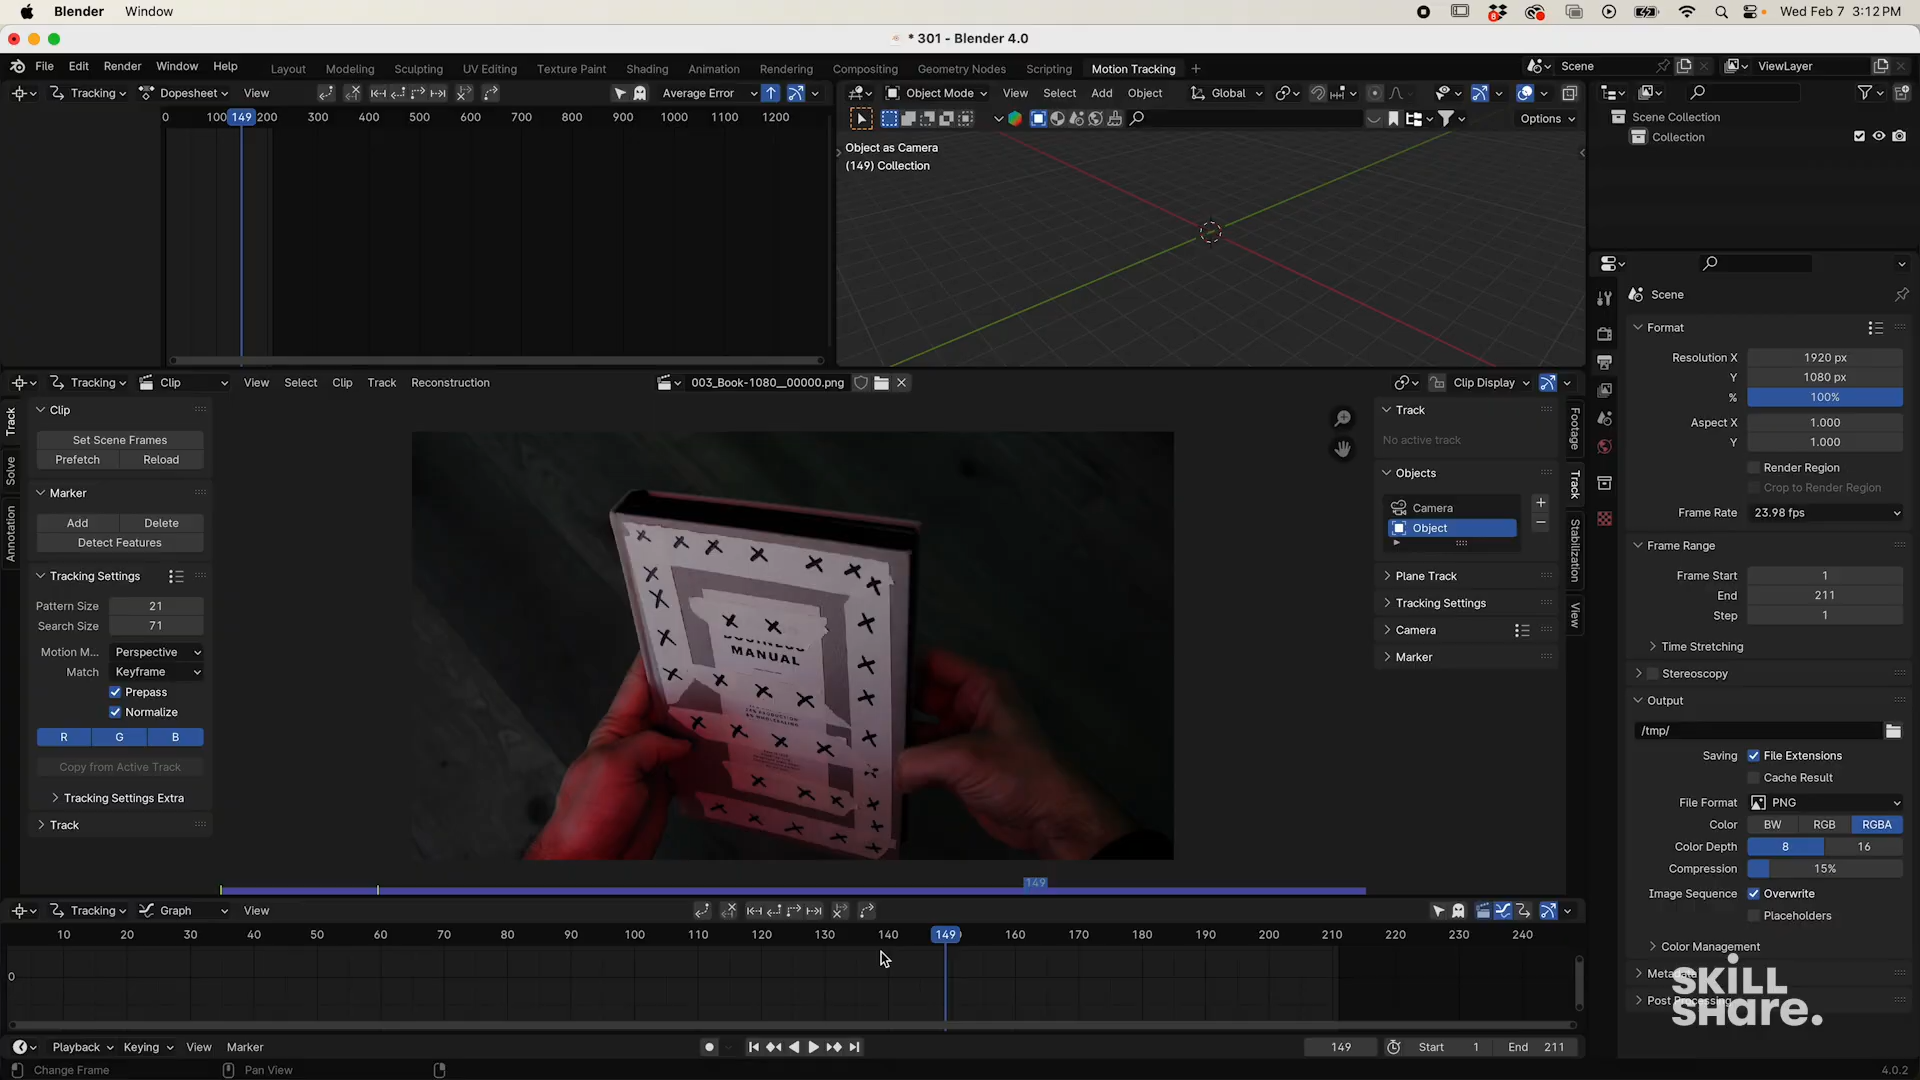 Blender Window Wed Feb 7 3:12 PM
* 301 - Blender 4.0
File Edit Render Window Help Layout Modeling Sculpting UV Editing Texture Paint Shading Animation Rendering Compositing Geometry Nodes Scripting Motion Tracking + Scene ViewLayer
Tracking Dopesheet View Average Error
0 100 149 200 300 400 500 600 700 800 900 1000 1100 1200
Object Mode View Select Add Object Global
Options
Object as Camera
(149) Collection
Scene Collection
Collection
Tracking Clip View Select Clip Track Reconstruction 003_Book-1080__00000.png Clip Display
Track
Solve
Annotation
Clip
Set Scene Frames
Prefetch Reload
Marker
Add Delete
Detect Features
Tracking Settings
Pattern Size 21
Search Size 71
Motion M... Perspective
Match Keyframe
Prepass
Normalize
R G B
Copy from Active Track
Tracking Settings Extra
Track
MANUAL
149
Track
No active track
Objects
Camera
Object
Plane Track
Tracking Settings
Camera
Marker
Footage
Track
Stabilization
View
Scene
Format
Resolution X 1920 px
Y 1080 px
% 100%
Aspect X 1.000
Y 1.000
Render Region
Crop to Render Region
Frame Rate 23.98 fps
Frame Range
Frame Start 1
End 211
Step 1
Time Stretching
Stereoscopy
Output
/tmp/
Saving File Extensions
Cache Result
File Format PNG
Color BW RGB RGBA
Color Depth 8 16
Compression 15%
Image Sequence Overwrite
Placeholders
Color Management
Metada
Post Processing
SKILL
SHare.
Tracking Graph View
10 20 30 40 50 60 70 80 90 100 110 120 130 140 149 160 170 180 190 200 210 220 230 240
0
Playback Keying View Marker 149 Start 1 End 211
Change Frame Pan View 4.0.2